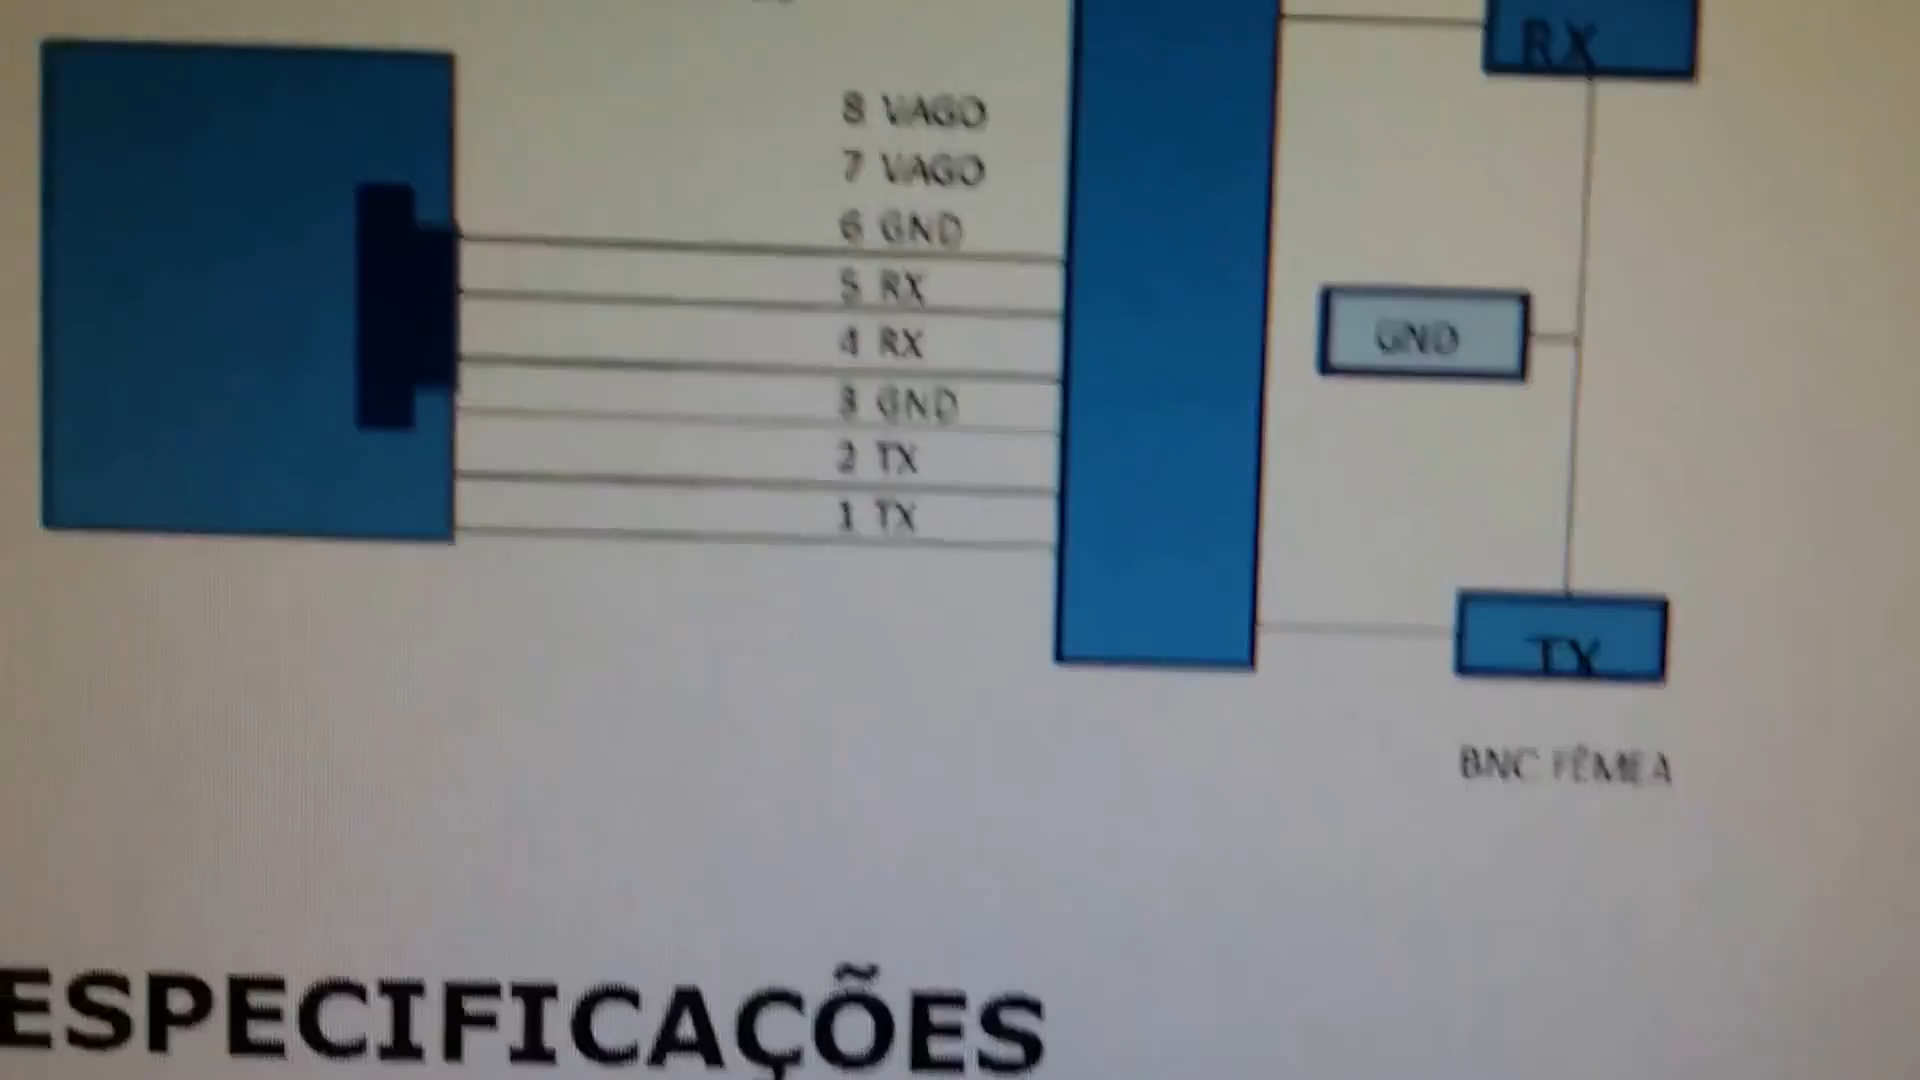 RX
8 VAGO
7 VAGO
6 GND
5 RX
4 RX
3 GND
2 TX
1 TX
GND
TX
BNC FÊMEA
ESPECIFICAÇÕES